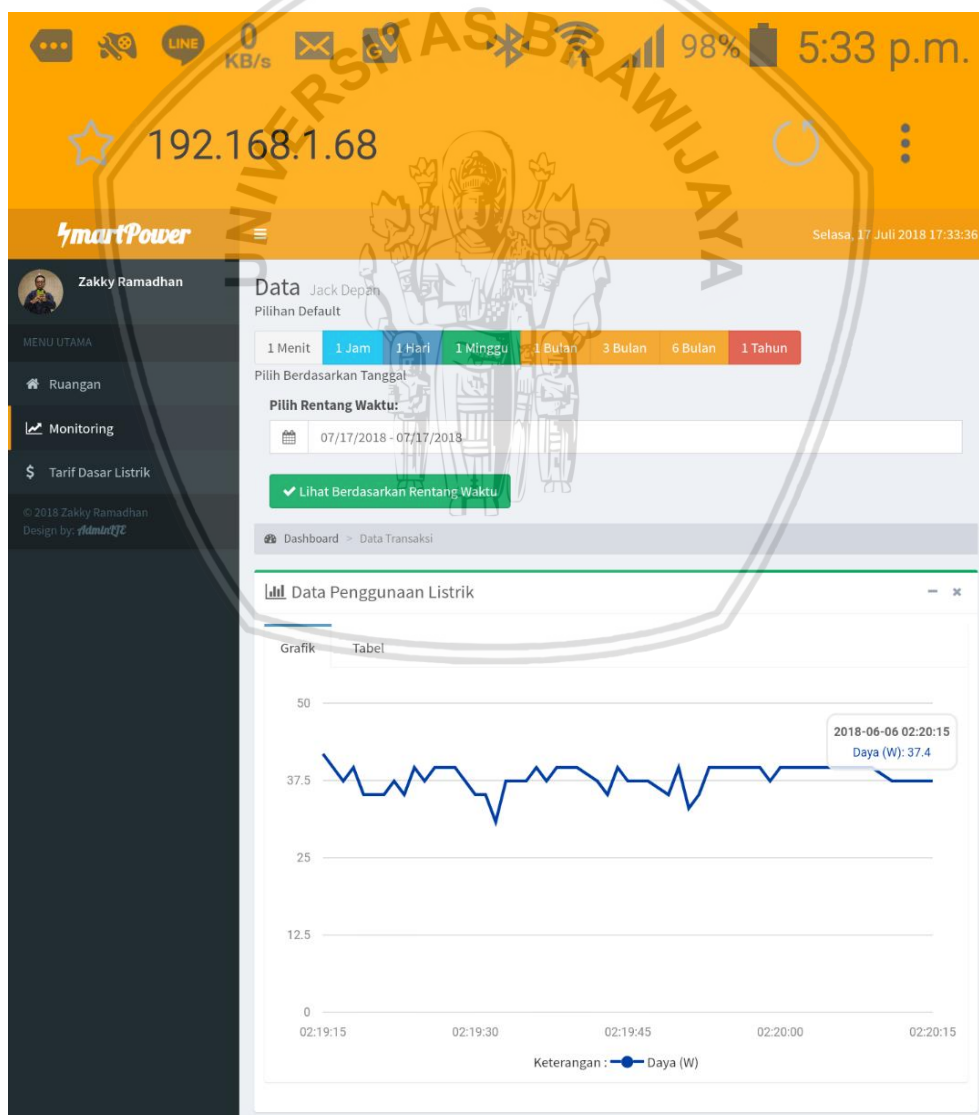 LINE
0
KB/s
98%
5:33 p.m.
UNIVERSITAS BRAWIJAYA
192.168.1.68
SmartPower
Selasa, 17 Juli 2018 17:33:36
Zakky Ramadhan
MENU UTAMA
Ruangan
Monitoring
$ Tarif Dasar Listrik
© 2018 Zakky Ramadhan
Design by: AdminLTE
Data Jack Depan
Pilihan Default
1 Menit 1 Jam 1 Hari 1 Minggu 1 Bulan 3 Bulan 6 Bulan 1 Tahun
Pilih Berdasarkan Tanggal
Pilih Rentang Waktu:
07/17/2018 - 07/17/2018
Lihat Berdasarkan Rentang Waktu
Dashboard > Data Transaksi
Data Penggunaan Listrik
Grafik Tabel
50
2018-06-06 02:20:15
Daya (W): 37.4
37.5
25
12.5
0
02:19:15 02:19:30 02:19:45 02:20:00 02:20:15
Keterangan : Daya (W)